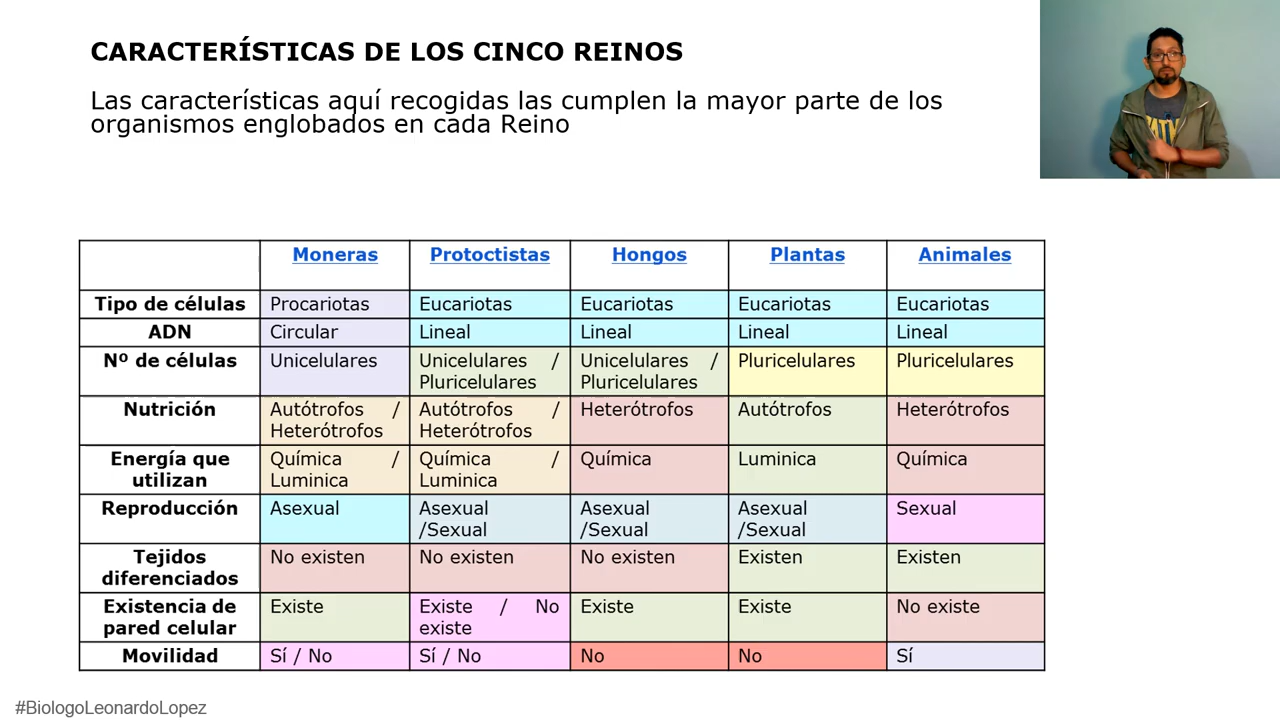 CARACTERÍSTICAS DE LOS CINCO REINOS
Las características aquí recogidas las cumplen la mayor parte de los
organismos englobados en cada Reino
Moneras Protoctistas Hongos Plantas Animales
Tipo de células Procariotas Eucariotas Eucariotas Eucariotas Eucariotas
ADN Circular Lineal Lineal Lineal Lineal
Nº de células Unicelulares Unicelulares / Unicelulares / Pluricelulares Pluricelulares
Pluricelulares Pluricelulares
Nutrición Autótrofos / Autótrofos / Heterótrofos Autótrofos Heterótrofos
Heterótrofos Heterótrofos
Energía que Química / Química / Química Luminica Química
utilizan Luminica Luminica
Reproducción Asexual Asexual Asexual Asexual Sexual
/Sexual /Sexual /Sexual
Tejidos No existen No existen No existen Existen Existen
diferenciados
Existencia de Existe Existe / No Existe Existe No existe
pared celular existe
Movilidad Sí / No Sí / No No No Sí
#BiologoLeonardoLopez